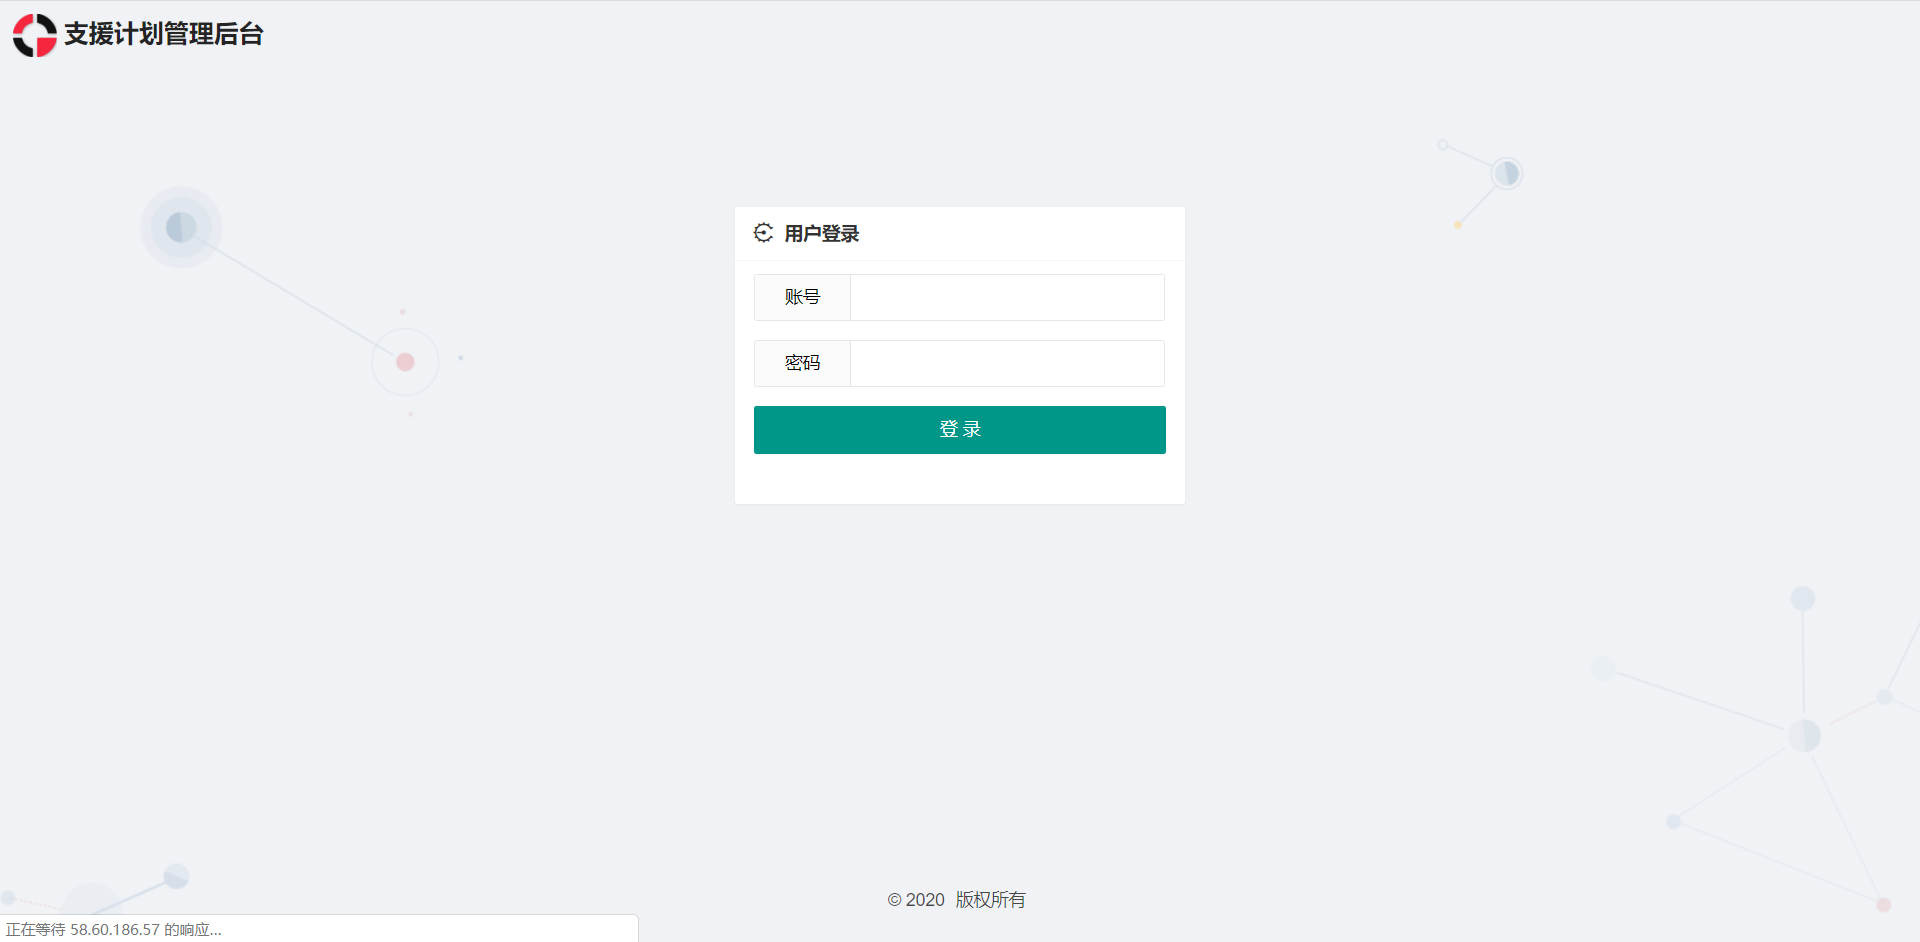 支援计划管理后台
用户登录
账号
密码
登 录
© 2020 版权所有
正在等待 58.60.186.57 的响应...